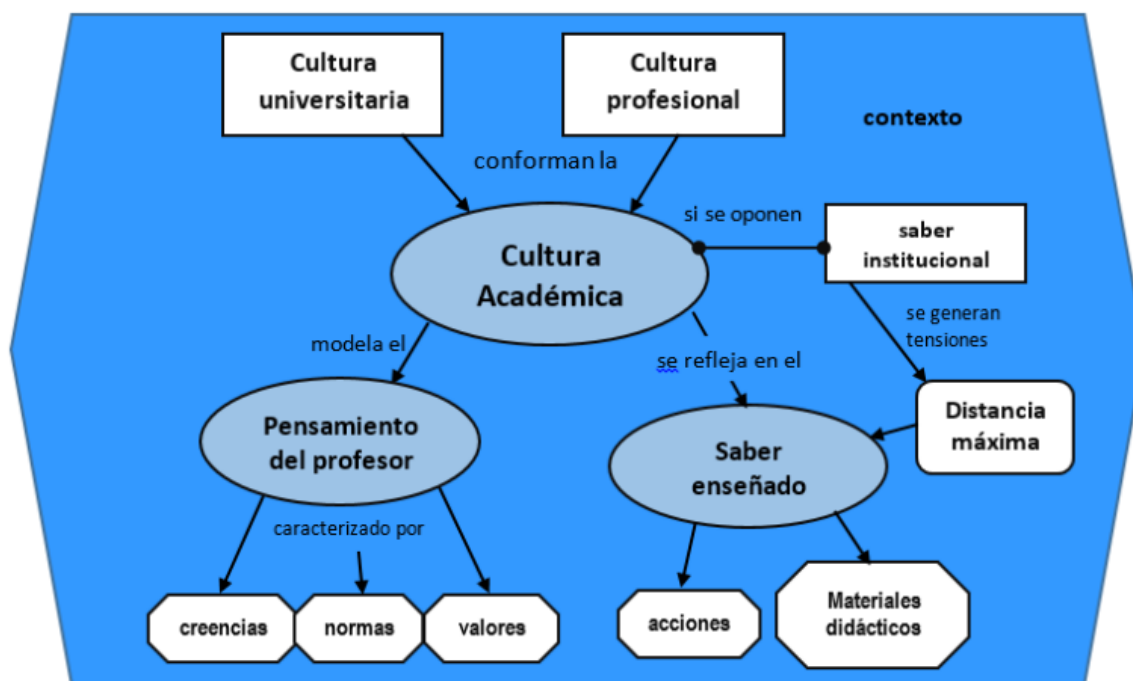 Cultura
universitaria
Cultura
profesional
contexto
conforman la
si se oponen
saber
institucional
Cultura
Académica
se generan
tensiones
modela el
se refleja en el
Distancia
máxima
Pensamiento
del profesor
Saber
enseñado
caracterizado por
creencias
normas
valores
acciones
Materiales
didácticos